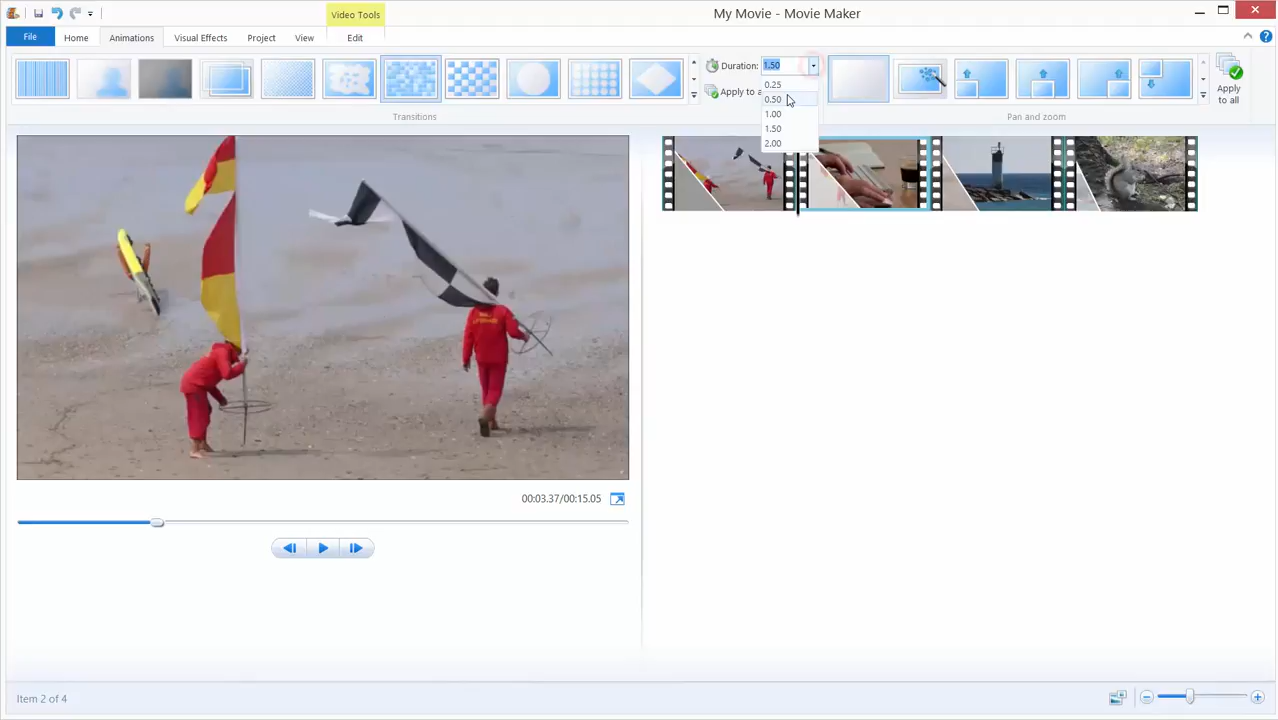 My Movie - Movie Maker
Video Tools
File
Home
Animations
Visual Effects
Project
View
Edit
Duration:
1.50
Apply to a
0.25
0.50
1.00
1.50
2.00
Apply
to all
Transitions
Pan and zoom
00:03.37/00:15.05
Item 2 of 4